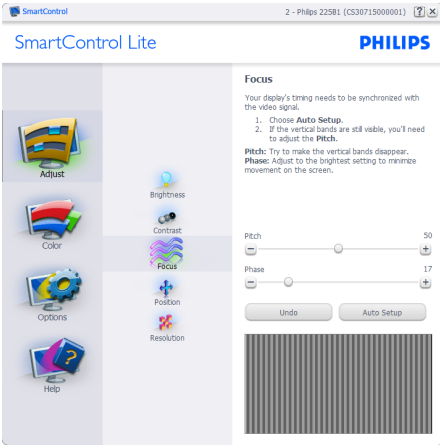 SmartControl
2 - Philips 225B1 (CS30715000001)
SmartControl Lite
PHILIPS
Adjust
Color
Options
Help
Brightness
Contrast
Focus
Position
Resolution
Focus
Your display's timing needs to be synchronized with
the video signal.
1. Choose Auto Setup.
2. If the vertical bands are still visible, you'll need
to adjust the Pitch.
Pitch: Try to make the vertical bands disappear.
Phase: Adjust to the brightest setting to minimize
movement on the screen.
Pitch 50
Phase 17
Undo
Auto Setup